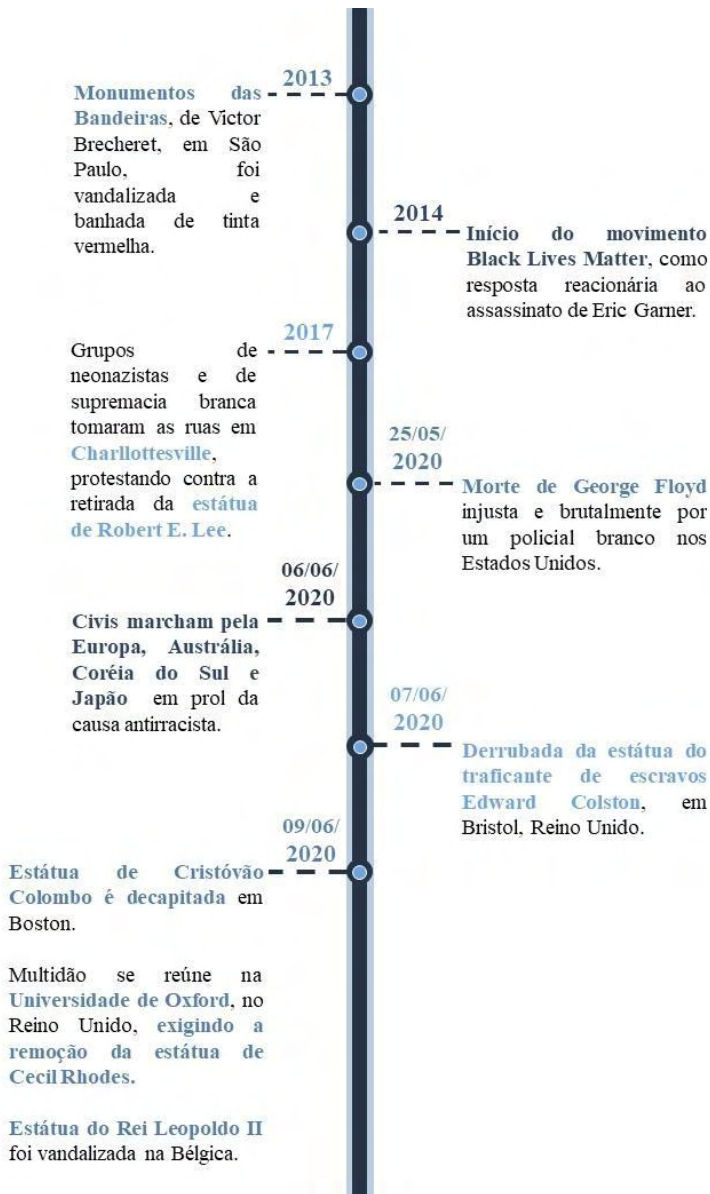 2013
Monumentos das
Bandeiras, de Victor
Brecheret, em São
Paulo, foi
vandalizada e
banhada de tinta
vermelha.
2014
Início do movimento
Black Lives Matter, como
resposta reacionária ao
assassinato de Eric Garner.
2017
Grupos de
neonazistas e de
supremacia branca
tomaram as ruas em
Charllottesville,
protestando contra a
retirada da estátua
de Robert E. Lee.
25/05/
2020
Morte de George Floyd
injusta e brutalmente por
um policial branco nos
Estados Unidos.
06/06/
2020
Civis marcham pela
Europa, Austrália,
Coréia do Sul e
Japão em prol da
causa antirracista.
07/06/
2020
Derrubada da estátua do
traficante de escravos
Edward Colston, em
Bristol, Reino Unido.
09/06/
2020
Estátua de Cristóvão
Colombo é decapitada em
Boston.
Multidão se reúne na
Universidade de Oxford, no
Reino Unido, exigindo a
remoção da estátua de
Cecil Rhodes.
Estátua do Rei Leopoldo II
foi vandalizada na Bélgica.